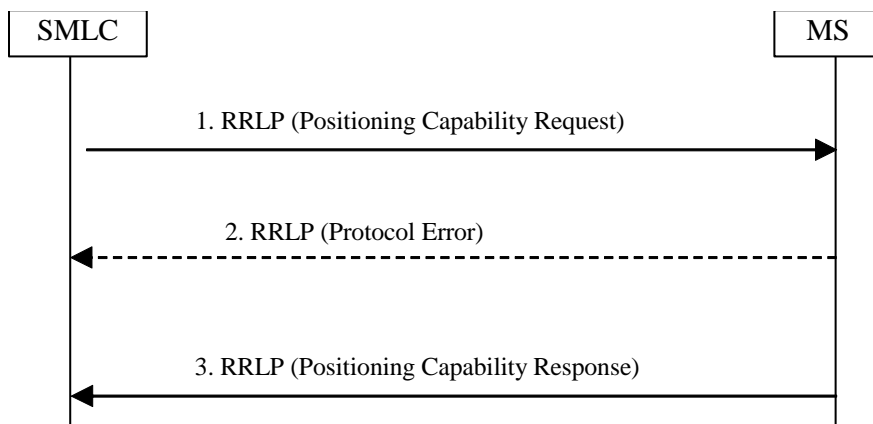 SMLC
MS
1. RRLP (Positioning Capability Request)
2. RRLP (Protocol Error)
3. RRLP (Positioning Capability Response)